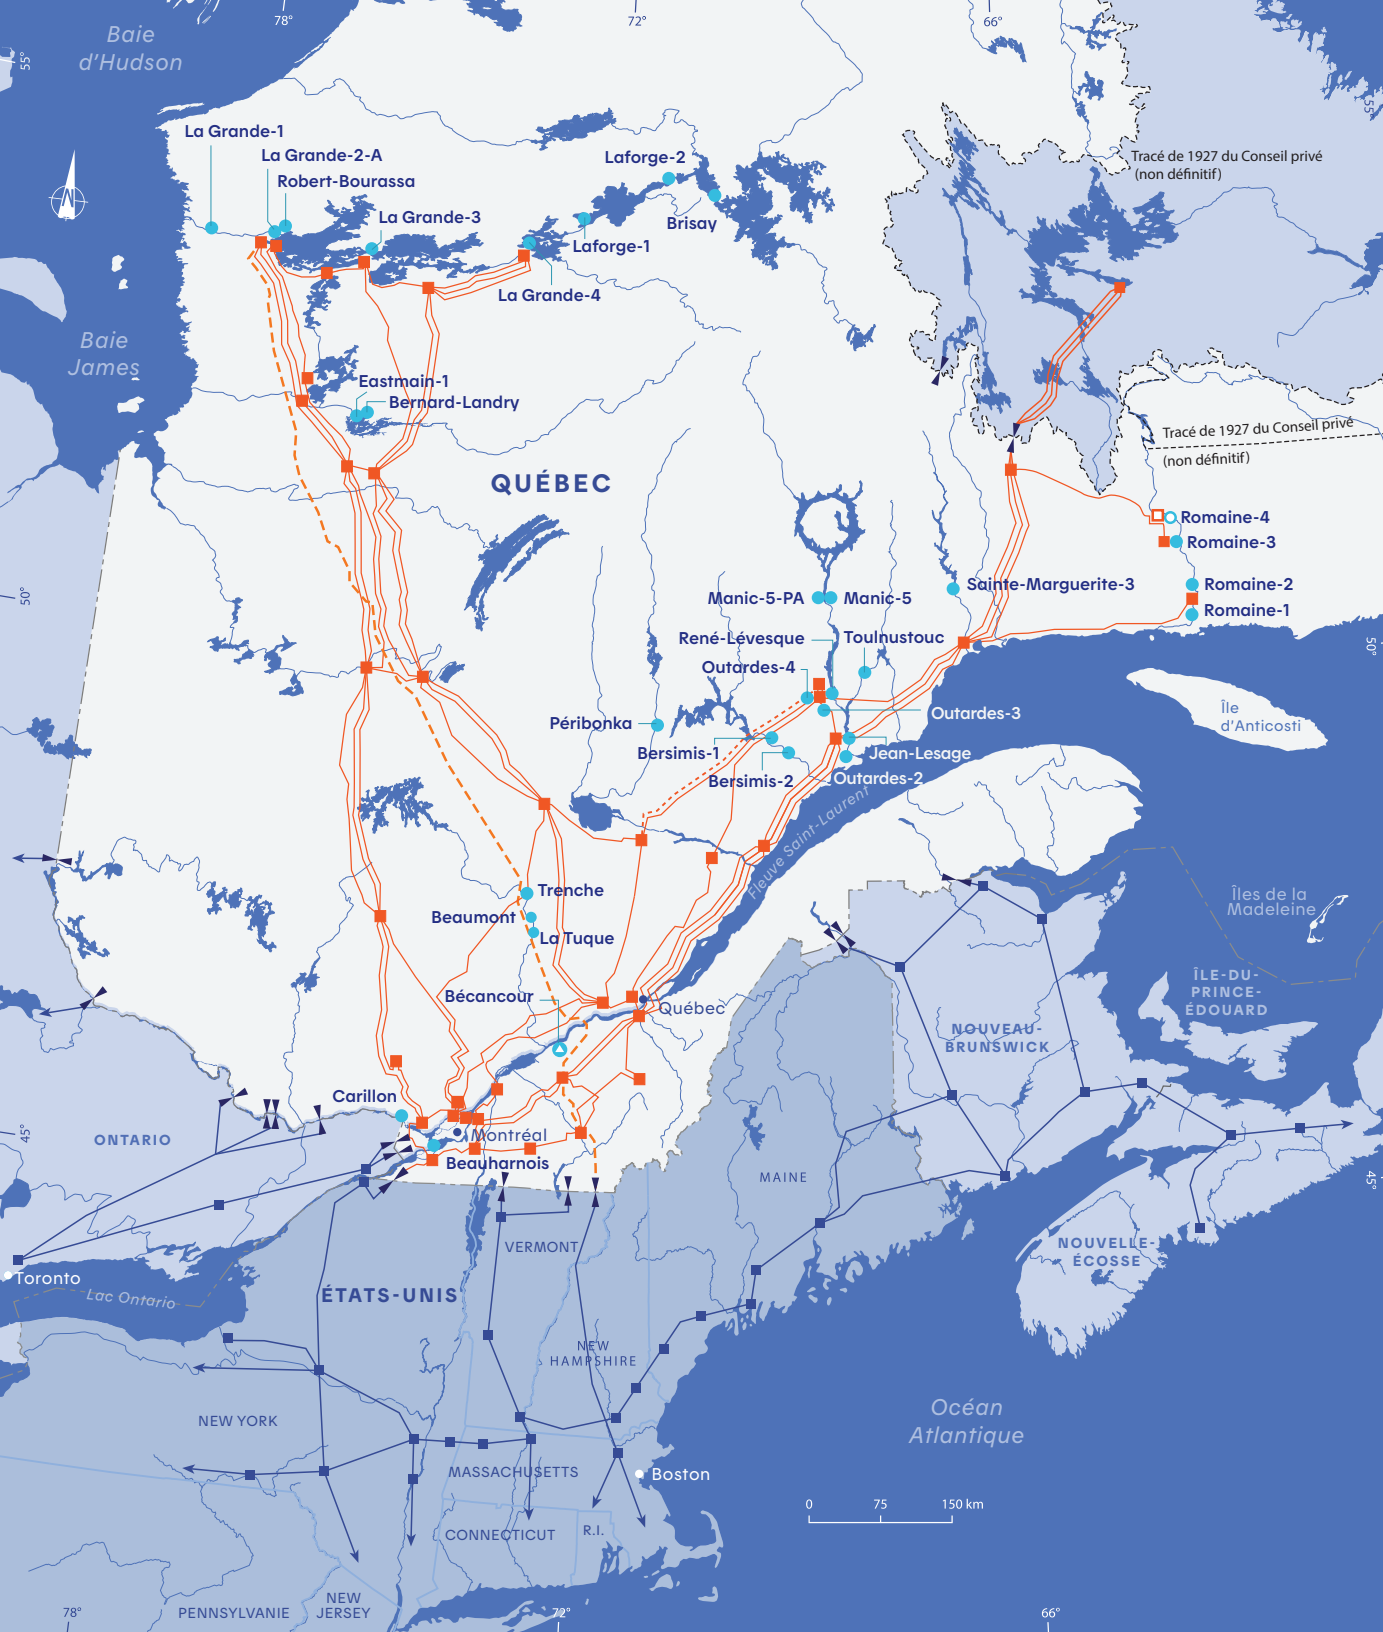 78°
72°
66°
Baie
d'Hudson
55°
55°
La Grande-1
La Grande-2-A
Robert-Bourassa
La Grande-3
Laforge-2
Brisay
Laforge-1
La Grande-4
Tracé de 1927 du Conseil privé
(non définitif)
Baie
James
Eastmain-1
Bernard-Landry
QUÉBEC
Tracé de 1927 du Conseil privé
(non définitif)
Romaine-4
Romaine-3
Romaine-2
Romaine-1
50°
50°
Sainte-Marguerite-3
Manic-5-PA
Manic-5
René-Lévesque
Toulnustouc
Outardes-4
Outardes-3
Péribonka
Bersimis-1
Jean-Lesage
Bersimis-2
Outardes-2
Île
d'Anticosti
Fleuve Saint-Laurent
Trenche
Beaumont
La Tuque
Îles de la
Madeleine
Bécancour
Québec
ÎLE-DU-
PRINCE-
ÉDOUARD
NOUVEAU-
BRUNSWICK
Carillon
Montréal
Beauharnois
45°
45°
ONTARIO
MAINE
NOUVELLE-
ÉCOSSE
VERMONT
Toronto
Lac Ontario
ÉTATS-UNIS
NEW
HAMPSHIRE
NEW YORK
Océan
Atlantique
MASSACHUSETTS
Boston
CONNECTICUT
R.I.
0
75
150 km
PENNSYLVANIE
NEW
JERSEY
78°
72°
66°